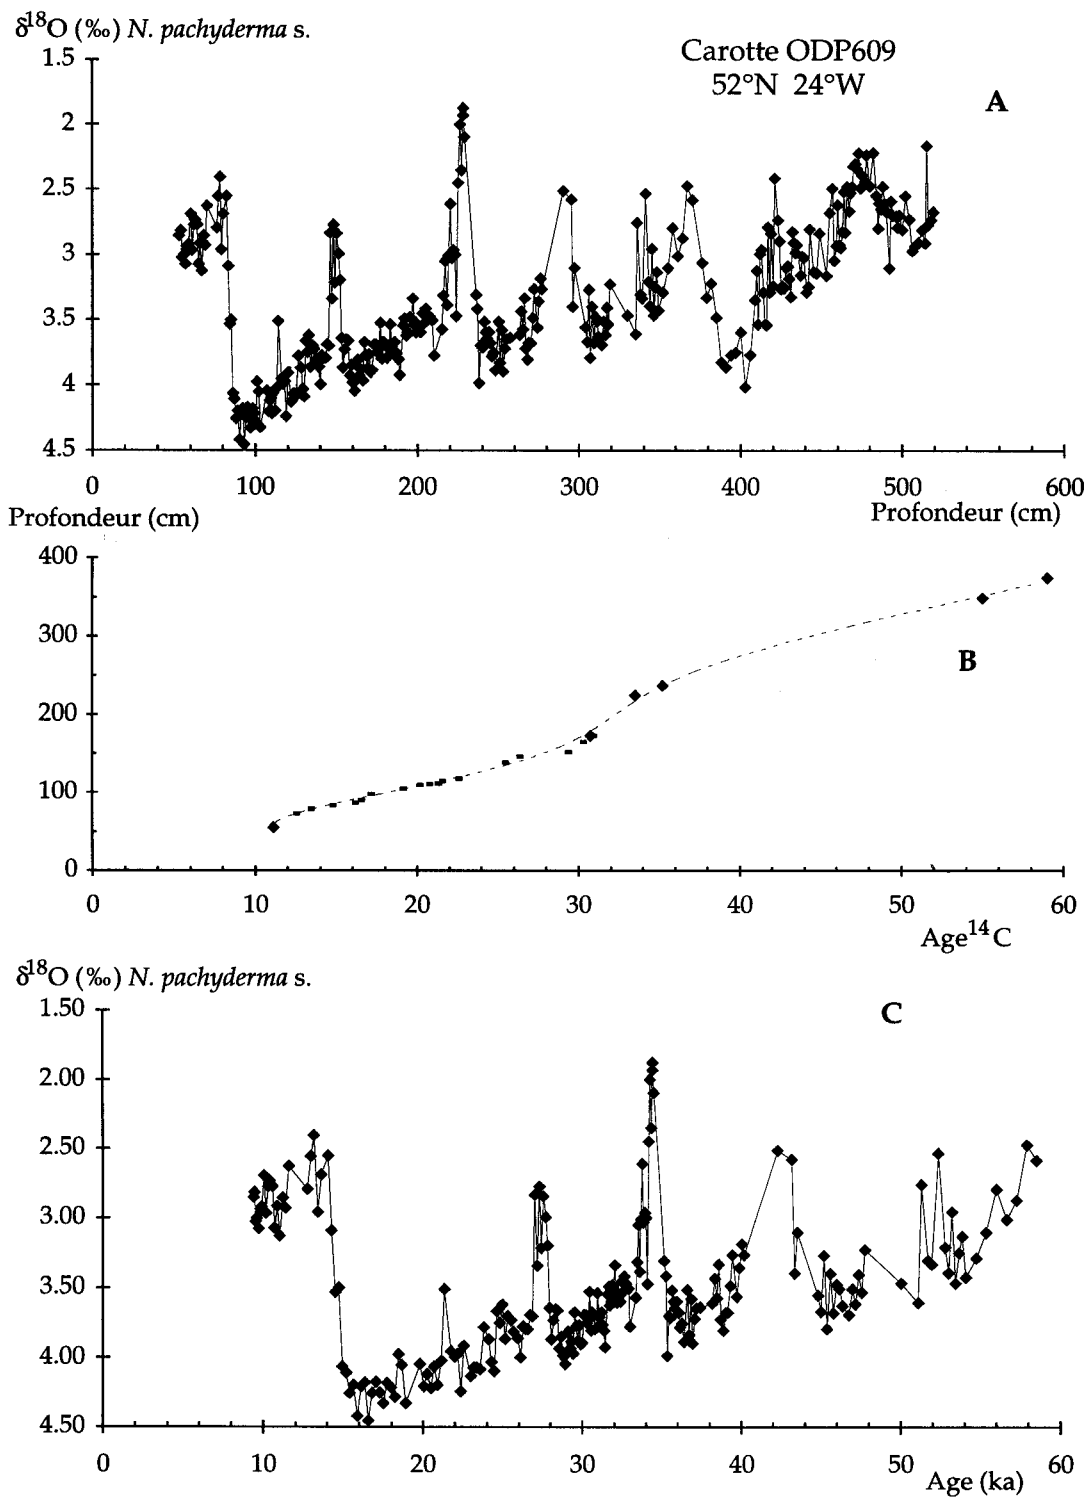 δ18O (‰) N. pachyderma s.
Carotte ODP609
52°N 24°W
A
1.5
2
2.5
3
3.5
4
4.5
0 100 200 300 400 500 600
Profondeur (cm)
Profondeur (cm)
400
300
200
100
0
B
0 10 20 30 40 50 60
Age14C
δ18O (‰) N. pachyderma s.
C
1.50
2.00
2.50
3.00
3.50
4.00
4.50
0 10 20 30 40 50 60
Age (ka)